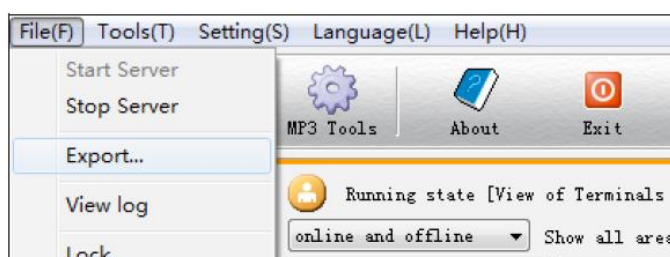 File(F) Tools(T) Setting(S) Language(L) Help(H)
Start Server
Stop Server
Export...
View log
Lock
MP3 Tools About Exit
Running state [View of Terminals
online and offline Show all area